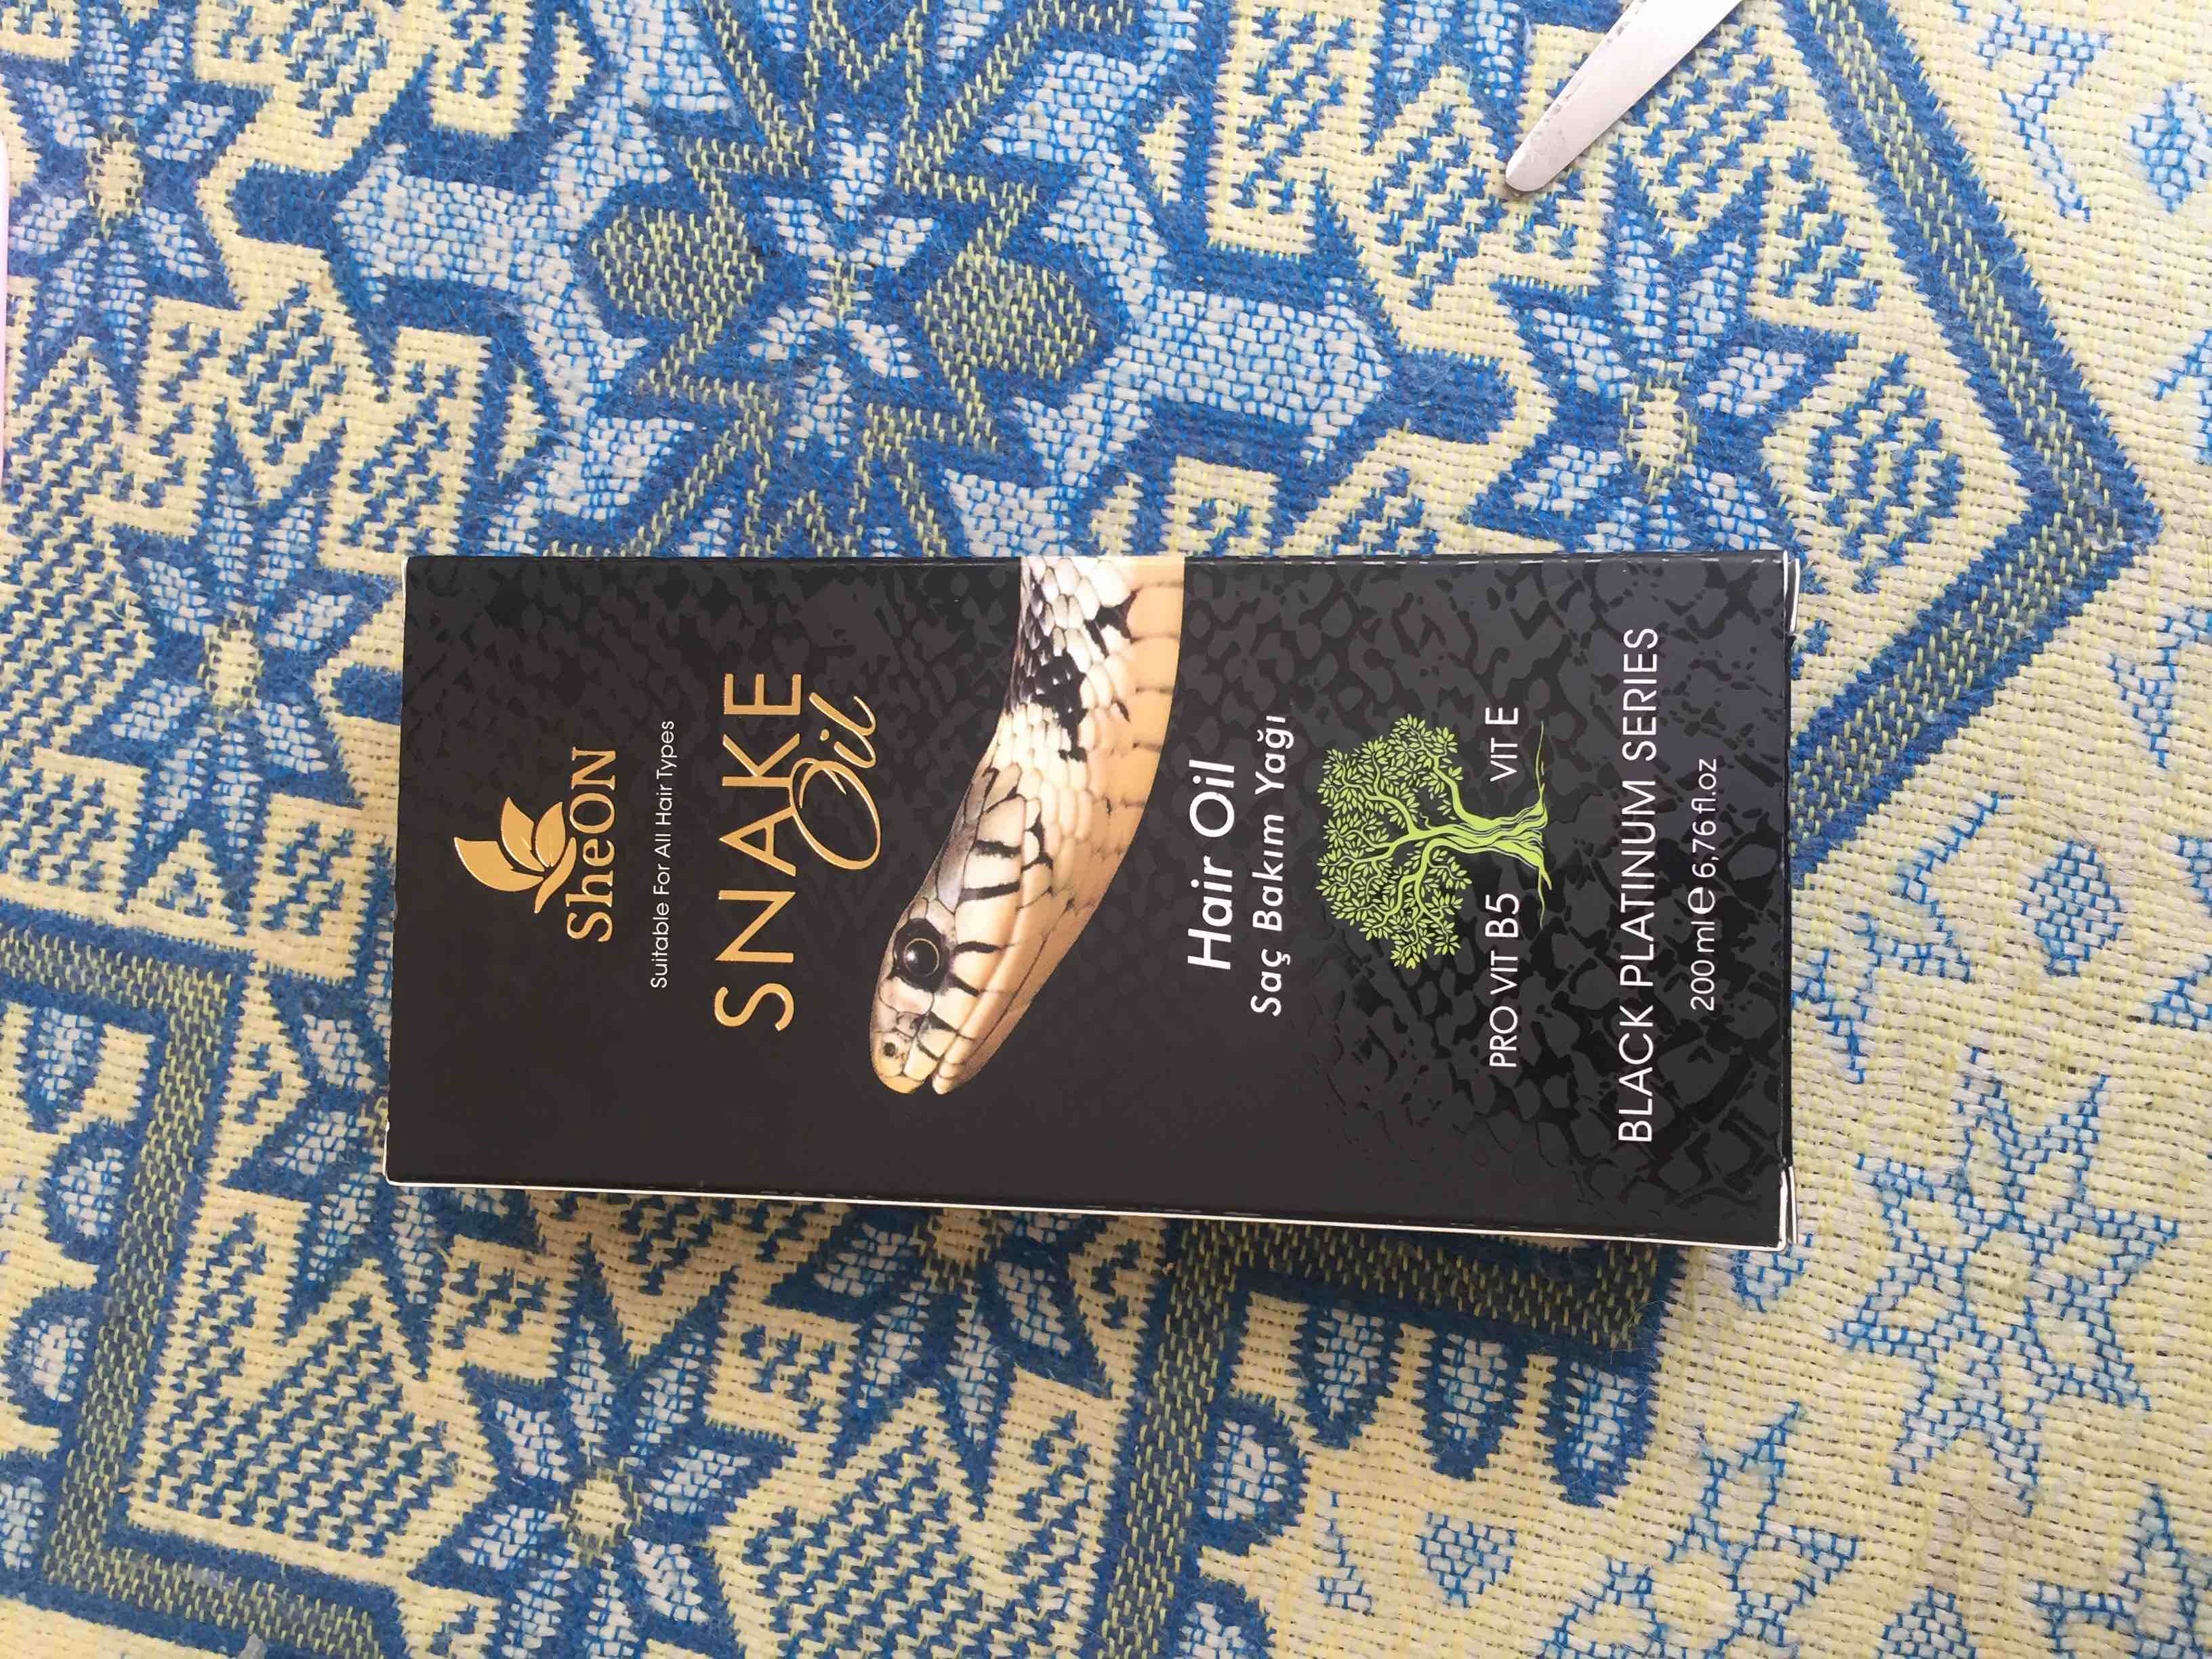 SheON
Suitable For All Hair Types
SNAKE
Oil
Hair Oil
Saç Bakım Yağı
PRO VIT B5 VIT E
BLACK PLATINUM SERIES
200 ml e 6,76 fl.oz